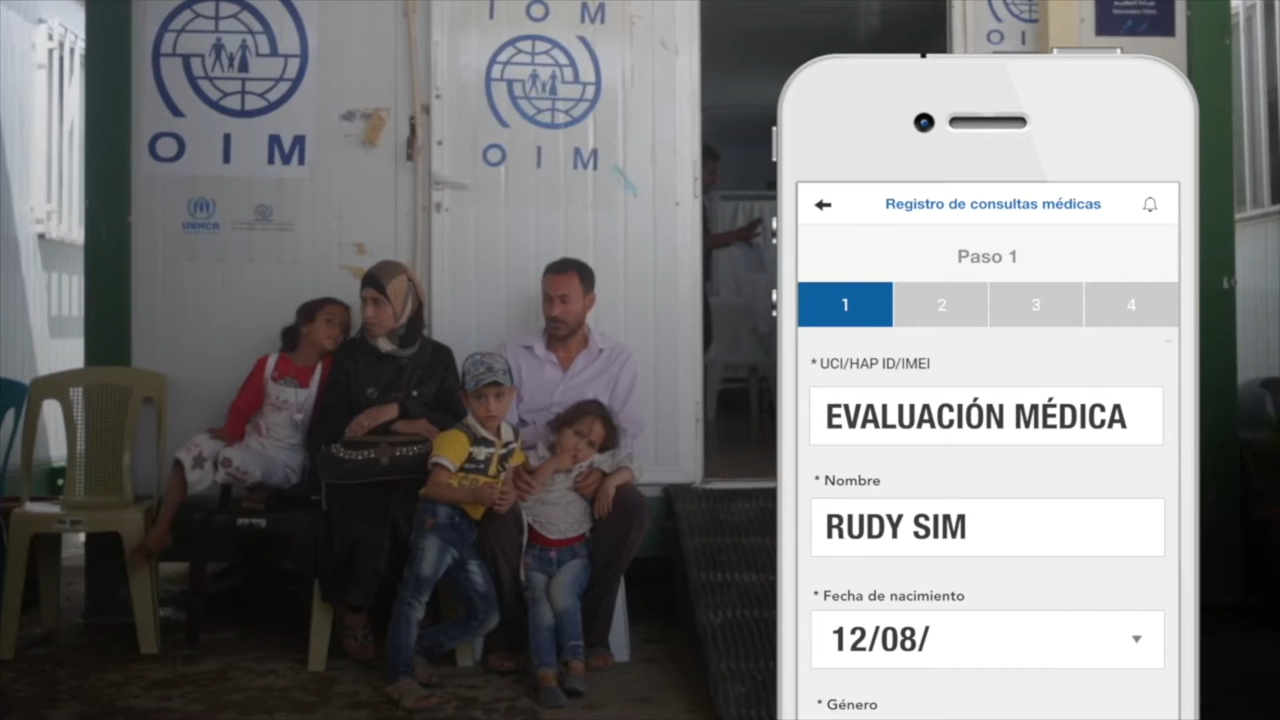 OIM
IOM
OIM
OI
UNHCR
Registro de consultas médicas
Paso 1
1
2
3
4
* UCI/HAP ID/IMEI
EVALUACIÓN MÉDICA
* Nombre
RUDY SIM
* Fecha de nacimiento
12/08/
* Género